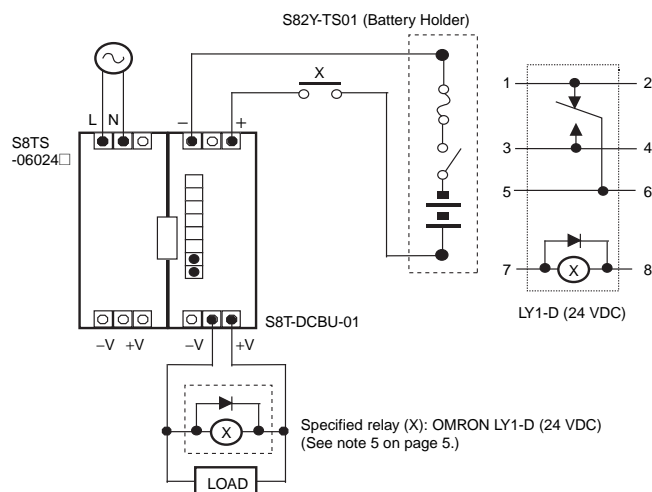 S82Y-TS01 (Battery Holder)
X
1 2
L N − +
S8TS
-06024□
3 4
5 6
7 X 8
LY1-D (24 VDC)
S8T-DCBU-01
−V +V −V +V
X
Specified relay (X): OMRON LY1-D (24 VDC)
(See note 5 on page 5.)
LOAD